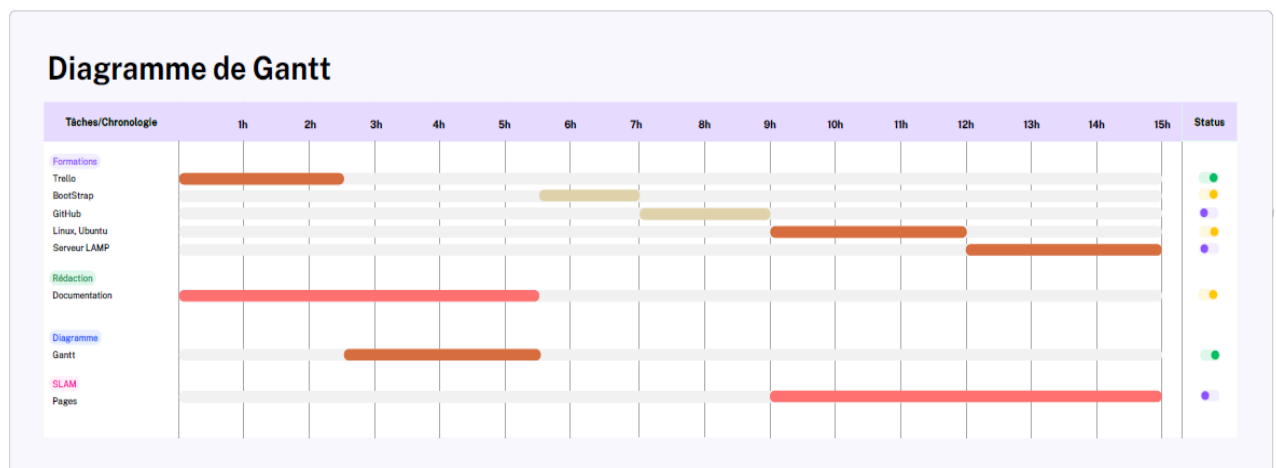 Diagramme de Gantt
Tâches/Chronologie 1h 2h 3h 4h 5h 6h 7h 8h 9h 10h 11h 12h 13h 14h 15h Status
Formations
Trello
BootStrap
GitHub
Linux, Ubuntu
Serveur LAMP
Rédaction
Documentation
Diagramme
Gantt
SLAM
Pages